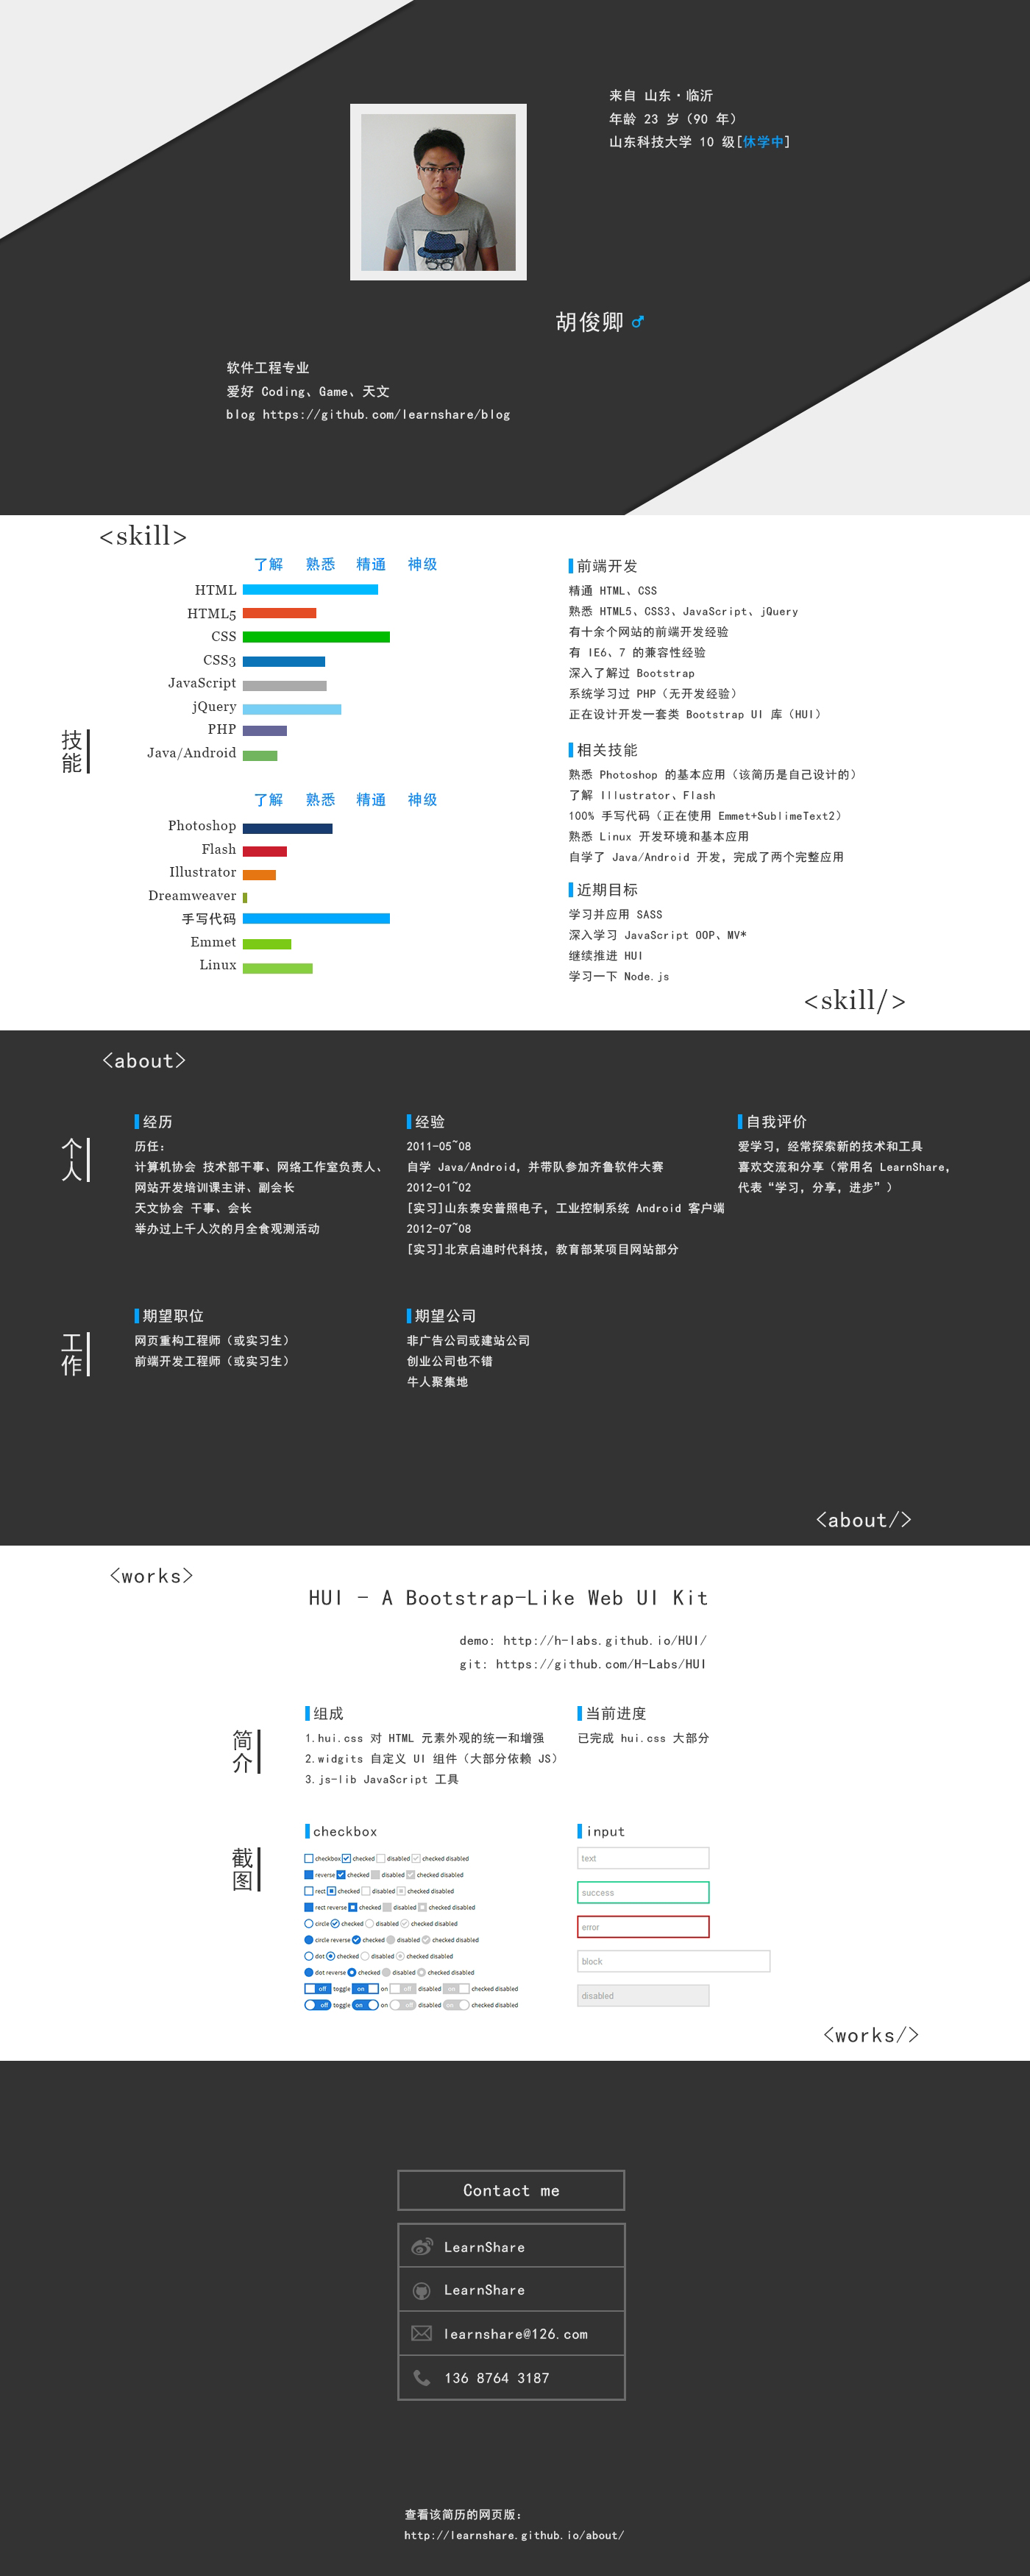 来自 山东·临沂
年龄 23 岁（90 年）
山东科技大学 10 级[休学中]
胡俊卿 ♂
软件工程专业
爱好 Coding、Game、天文
blog https://github.com/learnshare/blog
<skill>
技能
了解 熟悉 精通 神级
HTML
HTML5
CSS
CSS3
JavaScript
jQuery
PHP
Java/Android
了解 熟悉 精通 神级
Photoshop
Flash
Illustrator
Dreamweaver
手写代码
Emmet
Linux
前端开发
精通 HTML、CSS
熟悉 HTML5、CSS3、JavaScript、jQuery
有十余个网站的前端开发经验
有 IE6、7 的兼容性经验
深入了解过 Bootstrap
系统学习过 PHP（无开发经验）
正在设计开发一套类 Bootstrap UI 库（HUI）
相关技能
熟悉 Photoshop 的基本应用（该简历是自己设计的）
了解 Illustrator、Flash
100% 手写代码（正在使用 Emmet+SublimeText2）
熟悉 Linux 开发环境和基本应用
自学了 Java/Android 开发，完成了两个完整应用
近期目标
学习并应用 SASS
深入学习 JavaScript OOP、MV*
继续推进 HUI
学习一下 Node.js
<skill/>
<about>
个人
经历
历任：
计算机协会 技术部干事、网络工作室负责人、
网站开发培训课主讲、副会长
天文协会 干事、会长
举办过上千人次的月全食观测活动
经验
2011-05~08
自学 Java/Android，并带队参加齐鲁软件大赛
2012-01~02
[实习]山东泰安普照电子，工业控制系统 Android 客户端
2012-07~08
[实习]北京启迪时代科技，教育部某项目网站部分
自我评价
爱学习，经常探索新的技术和工具
喜欢交流和分享（常用名 LearnShare，
代表“学习，分享，进步”）
工作
期望职位
网页重构工程师（或实习生）
前端开发工程师（或实习生）
期望公司
非广告公司或建站公司
创业公司也不错
牛人聚集地
<about/>
<works>
HUI - A Bootstrap-Like Web UI Kit
demo: http://h-labs.github.io/HUI/
git: https://github.com/H-Labs/HUI
简介
组成
1.hui.css 对 HTML 元素外观的统一和增强
2.widgits 自定义 UI 组件（大部分依赖 JS）
3.js-lib JavaScript 工具
当前进度
已完成 hui.css 大部分
截图
checkbox
checkbox checked disabled checked disabled
reverse checked disabled checked disabled
rect checked disabled checked disabled
rect reverse checked disabled checked disabled
circle checked disabled checked disabled
circle reverse checked disabled checked disabled
dot checked disabled checked disabled
dot reverse checked disabled checked disabled
off toggle on on off disabled on checked disabled
off toggle on on off disabled on checked disabled
input
text
success
error
block
disabled
<works/>
Contact me
LearnShare
LearnShare
learnshare@126.com
136 8764 3187
查看该简历的网页版：
http://learnshare.github.io/about/